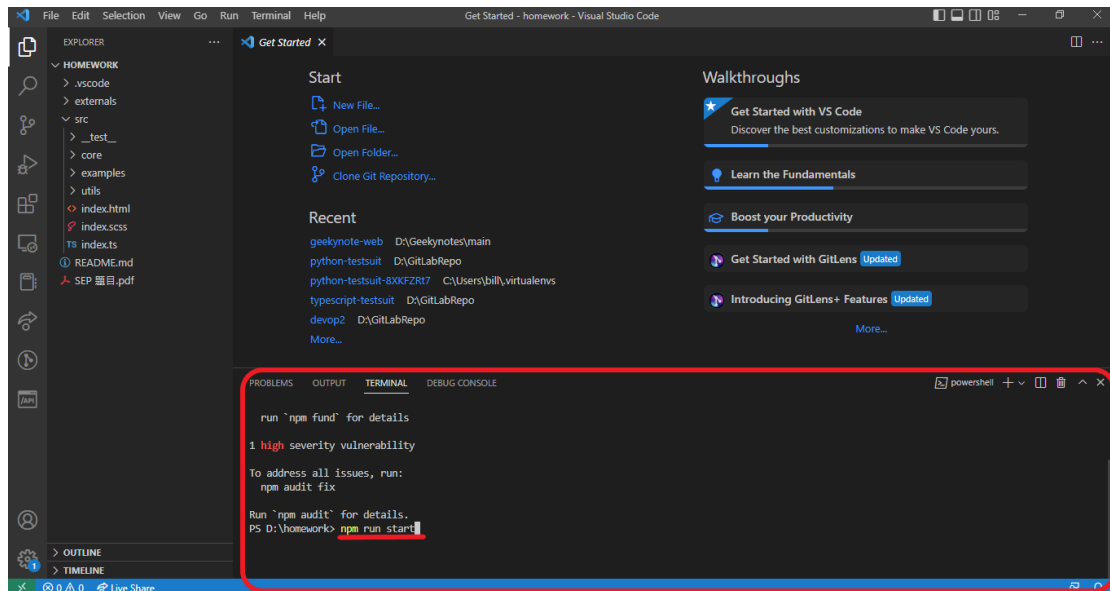 File Edit Selection View Go Run Terminal Help
Get Started - homework - Visual Studio Code
EXPLORER
HOMEWORK
.vscode
externals
src
__test__
core
examples
utils
index.html
index.scss
TS index.ts
README.md
SEP 題目.pdf
OUTLINE
TIMELINE
Get Started
Start
New File...
Open File...
Open Folder...
Clone Git Repository...
Recent
geekynote-web D:\Geekynotes\main
python-testsuit D:\GitLabRepo
python-testsuit-8XKFZRt7 C:\Users\bill\.virtualenvs
typescript-testsuit D:\GitLabRepo
devop2 D:\GitLabRepo
More...
Walkthroughs
Get Started with VS Code
Discover the best customizations to make VS Code yours.
Learn the Fundamentals
Boost your Productivity
Get Started with GitLens Updated
Introducing GitLens+ Features Updated
More...
PROBLEMS OUTPUT TERMINAL DEBUG CONSOLE
powershell
run `npm fund` for details
1 high severity vulnerability
To address all issues, run:
npm audit fix
Run `npm audit` for details.
PS D:\homework> npm run start
/API
1
0 0 Live Share